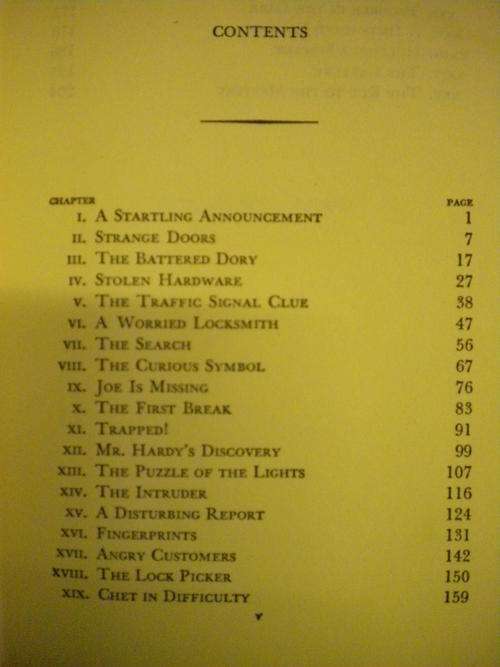 CONTENTS
CHAPTER PAGE
I. A STARTLING ANNOUNCEMENT 1
II. STRANGE DOORS 7
III. THE BATTERED DORY 17
IV. STOLEN HARDWARE 27
V. THE TRAFFIC SIGNAL CLUE 38
VI. A WORRIED LOCKSMITH 47
VII. THE SEARCH 56
VIII. THE CURIOUS SYMBOL 67
IX. JOE IS MISSING 76
X. THE FIRST BREAK 83
XI. TRAPPED! 91
XII. MR. HARDY'S DISCOVERY 99
XIII. THE PUZZLE OF THE LIGHTS 107
XIV. THE INTRUDER 116
XV. A DISTURBING REPORT 124
XVI. FINGERPRINTS 131
XVII. ANGRY CUSTOMERS 142
XVIII. THE LOCK PICKER 150
XIX. CHET IN DIFFICULTY 159
v